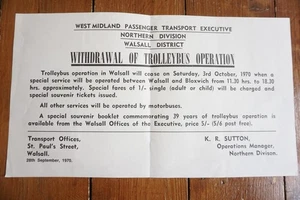 WEST MIDLAND PASSENGER TRANSPORT EXECUTIVE
NORTHERN DIVISION
WALSALL DISTRICT
WITHDRAWAL OF TROLLEYBUS OPERATION
Trolleybus operation in Walsall will cease on Saturday, 3rd October, 1970 when a
special service will be operated between Walsall and Bloxwich from 11.30 hrs. to 18.30
hrs. approximately. Special fares of 1/- single (adult or child) will be charged and
special souvenir tickets issued.
All other services will be operated by motorbuses.
A special souvenir booklet commemorating 39 years of trolleybus operation is
available from the Walsall Offices of the Executive, price 5/- (5/6 post free).
Transport Offices,
St. Paul's Street,
Walsall.
28th September, 1970.
K. R. SUTTON,
Operations Manager,
Northern Divison.